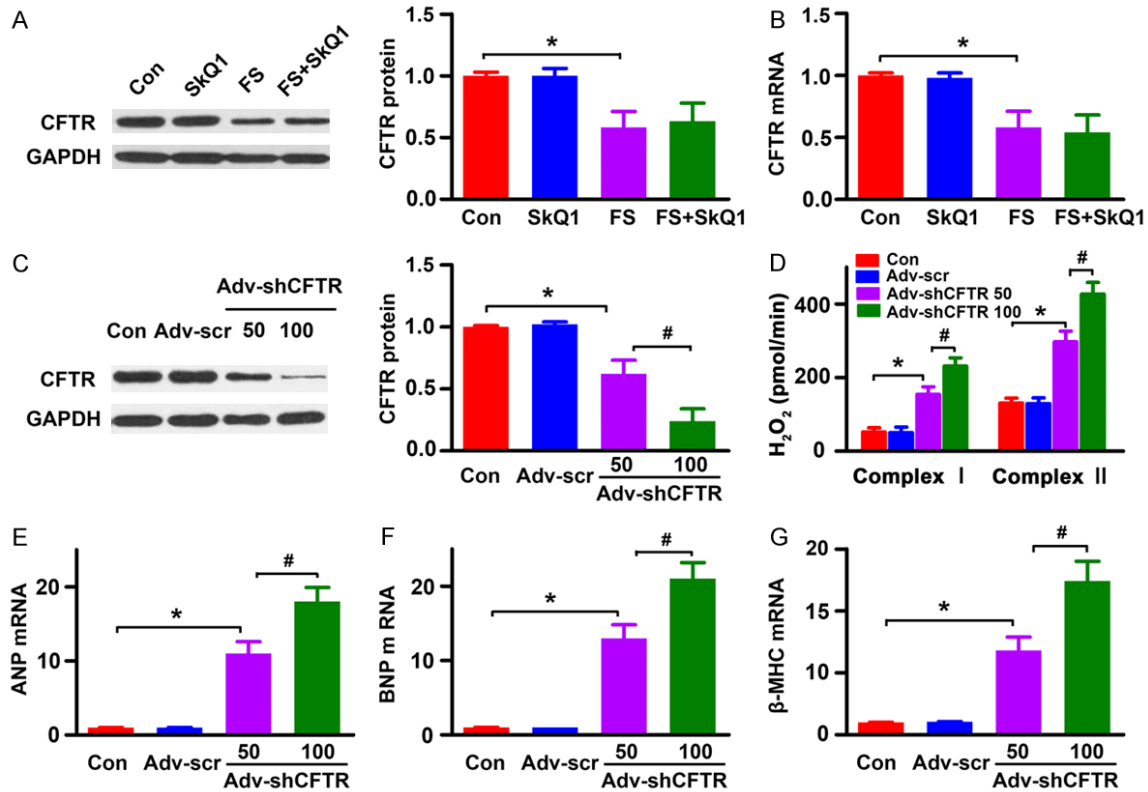 A
Con SkQ1 FS FS+SkQ1
CFTR
GAPDH
CFTR protein
1.5
1.0
0.5
0.0
*
Con SkQ1 FS FS+SkQ1
B
CFTR mRNA
1.5
1.0
0.5
0.0
*
Con SkQ1 FS FS+SkQ1
C
Adv-shCFTR
Con Adv-scr 50 100
CFTR
GAPDH
CFTR protein
1.5
1.0
0.5
0.0
*
#
50 100
Con Adv-scr Adv-shCFTR
D
Con
Adv-scr
Adv-shCFTR 50
Adv-shCFTR 100
H₂O₂ (pmol/min)
400
200
0
*
#
*
#
Complex Ⅰ Complex Ⅱ
E
ANP mRNA
20
10
0
*
#
50 100
Con Adv-scr Adv-shCFTR
F
BNP m RNA
20
10
0
*
#
50 100
Con Adv-scr Adv-shCFTR
G
β-MHC mRNA
20
15
10
0
*
#
50 100
Con Adv-scr Adv-shCFTR